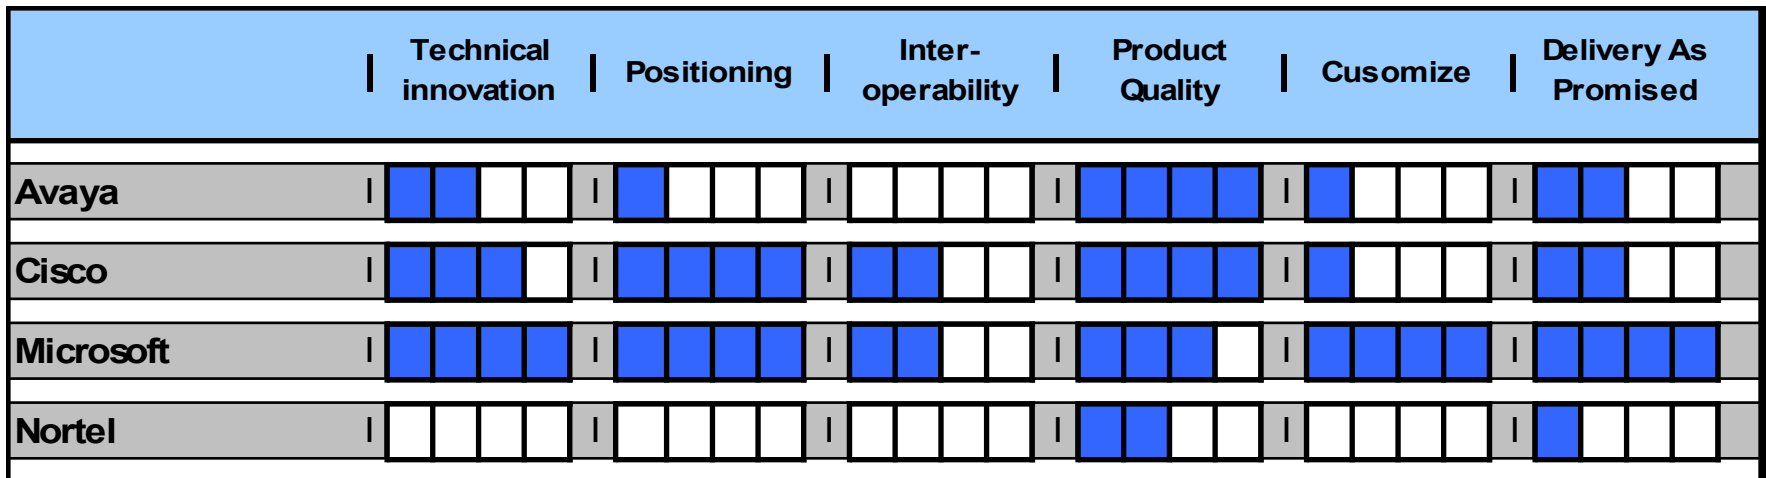 Technical
innovation
Positioning
Inter-
operability
Product
Quality
Cusomize
Delivery As
Promised
Avaya
Cisco
Microsoft
Nortel